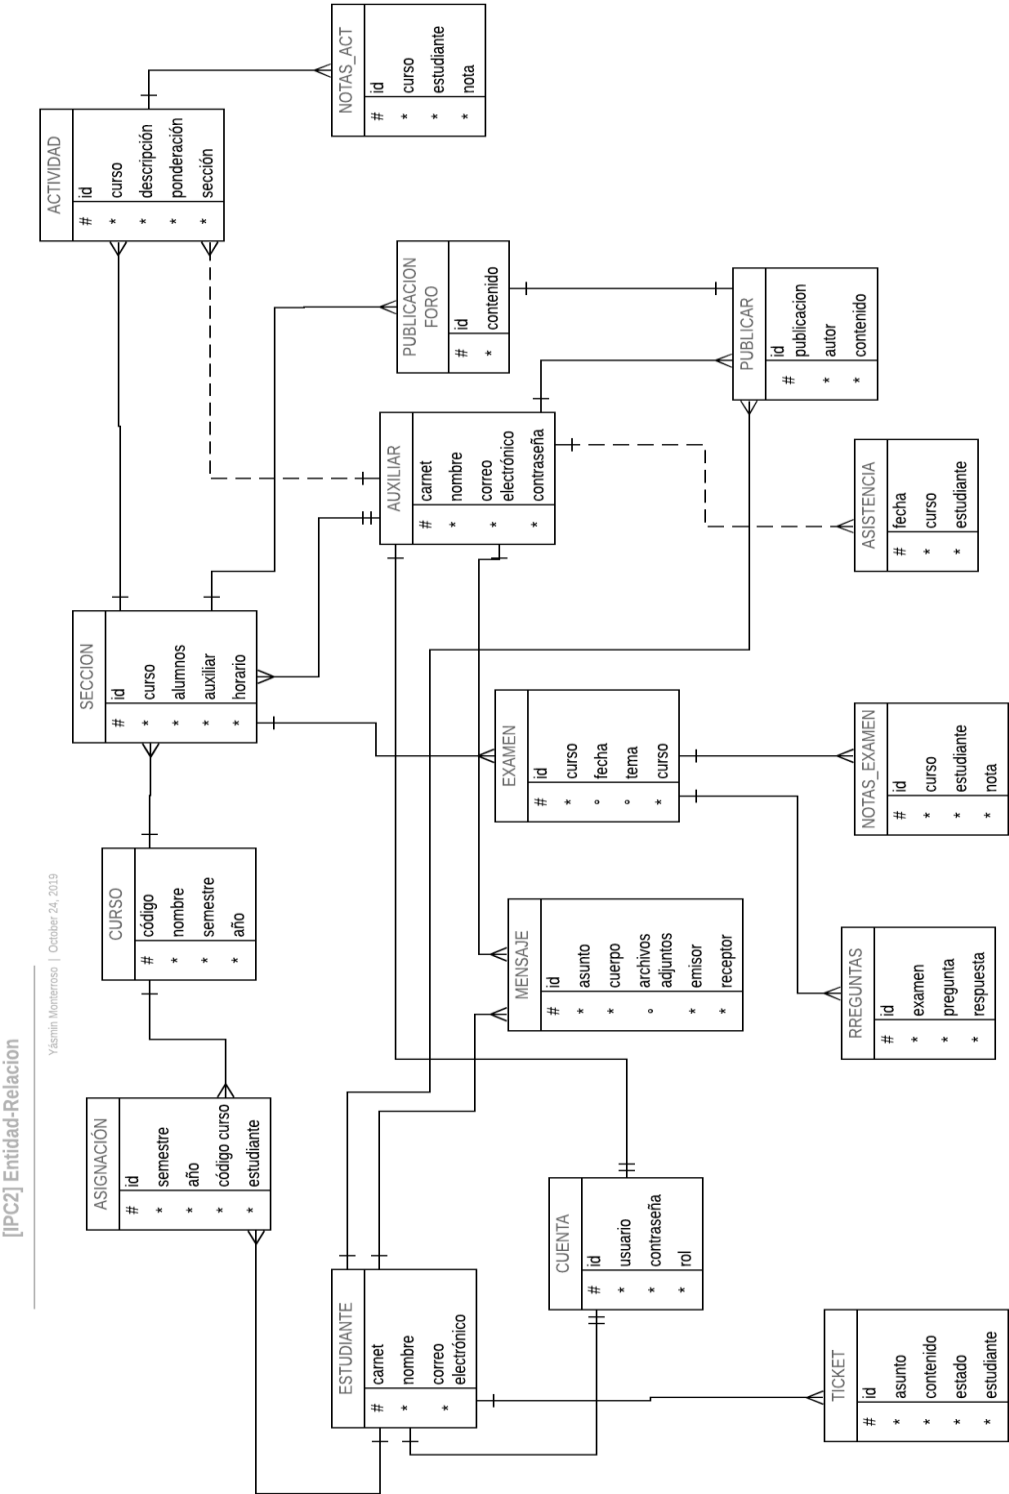 [IPC2] Entidad-Relacion
Yásmin Monterroso | October 24, 2019
ASIGNACIÓN
# id
* semestre
* año
* código curso
* estudiante
CURSO
# código
* nombre
* semestre
* año
SECCION
# id
* curso
* alumnos
* auxiliar
* horario
ACTIVIDAD
# id
* curso
* descripción
* ponderación
* sección
ESTUDIANTE
# carnet
* nombre
* correo
electrónico
MENSAJE
# id
* asunto
* cuerpo
° archivos
adjuntos
* emisor
* receptor
EXAMEN
# id
* curso
° fecha
° tema
* curso
AUXILIAR
# carnet
* nombre
* correo
electrónico
* contraseña
PUBLICACION
FORO
# id
* contenido
NOTAS_ACT
# id
* curso
* estudiante
* nota
CUENTA
# id
* usuario
* contraseña
* rol
PUBLICAR
# id
publicacion
* autor
* contenido
TICKET
# id
* asunto
* contenido
* estado
* estudiante
RREGUNTAS
# id
* examen
* pregunta
* respuesta
NOTAS_EXAMEN
# id
* curso
* estudiante
* nota
ASISTENCIA
# fecha
* curso
* estudiante